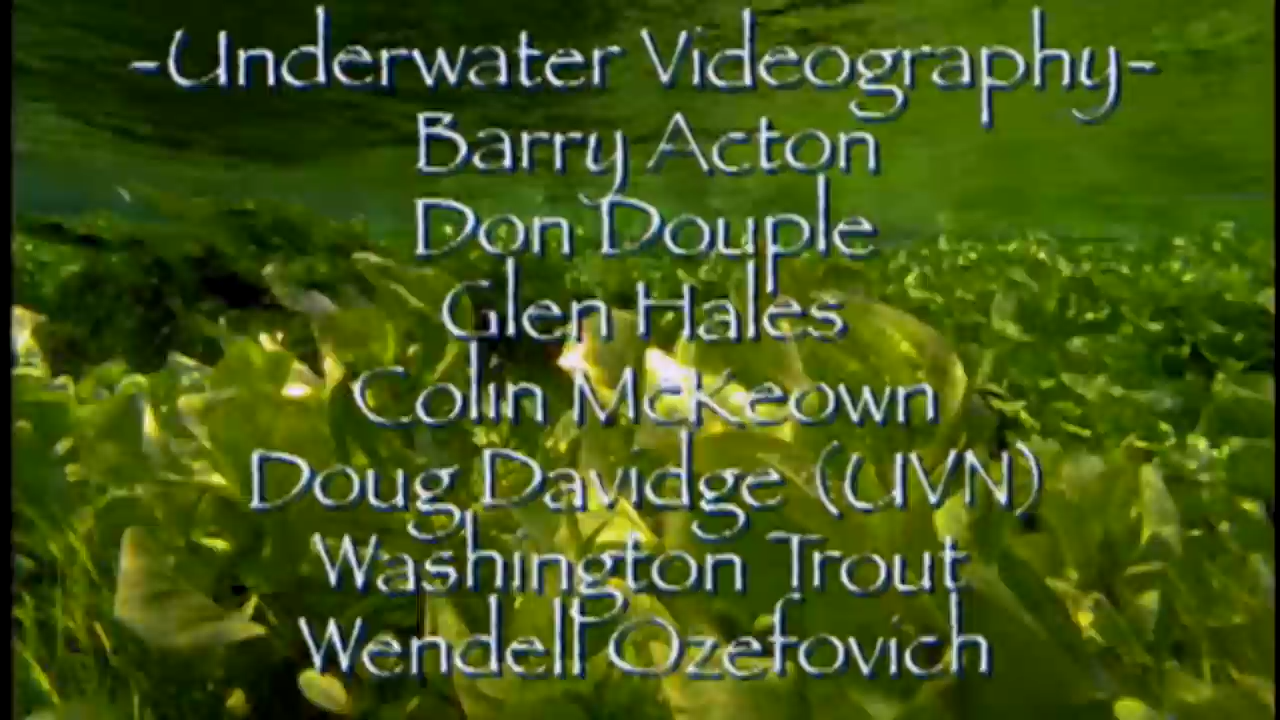 -Underwater Videography-
Barry Acton
Don Douple
Glen Hales
Colin McKeown
Doug Davidge (UVN)
Washington Trout
Wendell Ozefovich